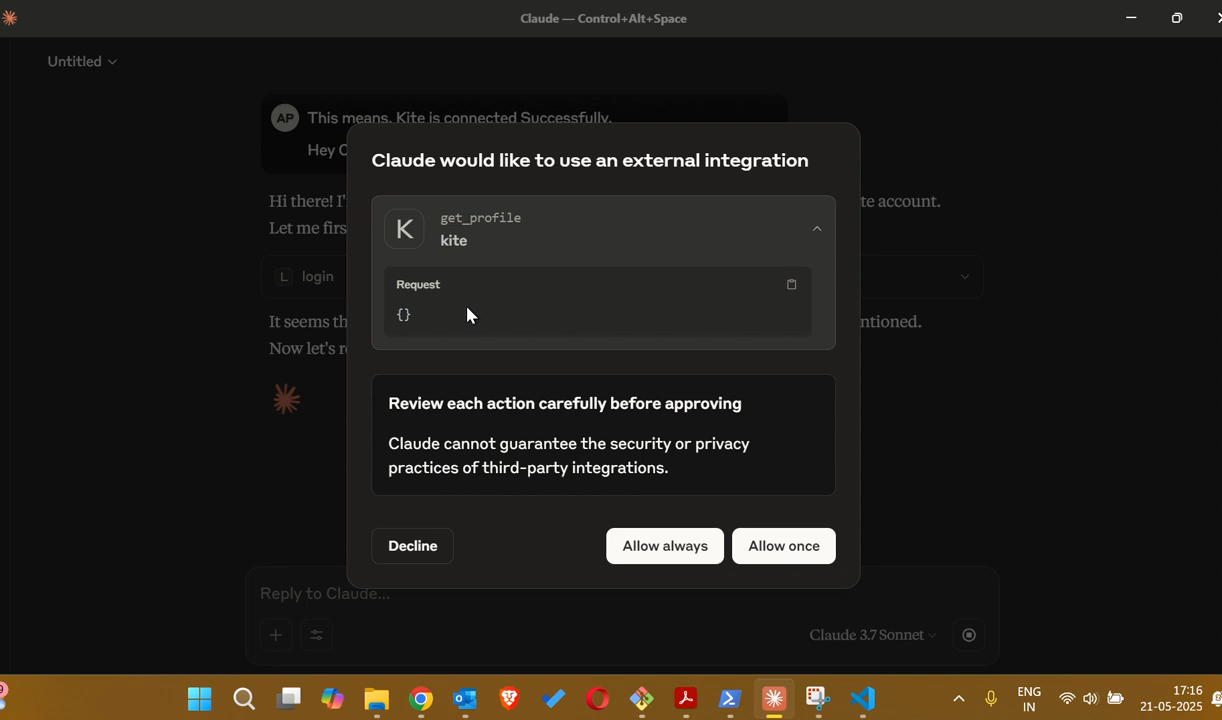 Claude — Control+Alt+Space
Untitled
AP This means, Kite is connected Successfully.
Hey
Claude would like to use an external integration
Hi there!
te account.
K
get_profile
kite
Let me
L login
Request
{}
It seems
ntioned.
Now let's
Review each action carefully before approving
Claude cannot guarantee the security or privacy
practices of third-party integrations.
Decline
Allow always
Allow once
Reply to Claude...
Claude 3.7 Sonnet
ENG
IN
17:16
21-05-2025